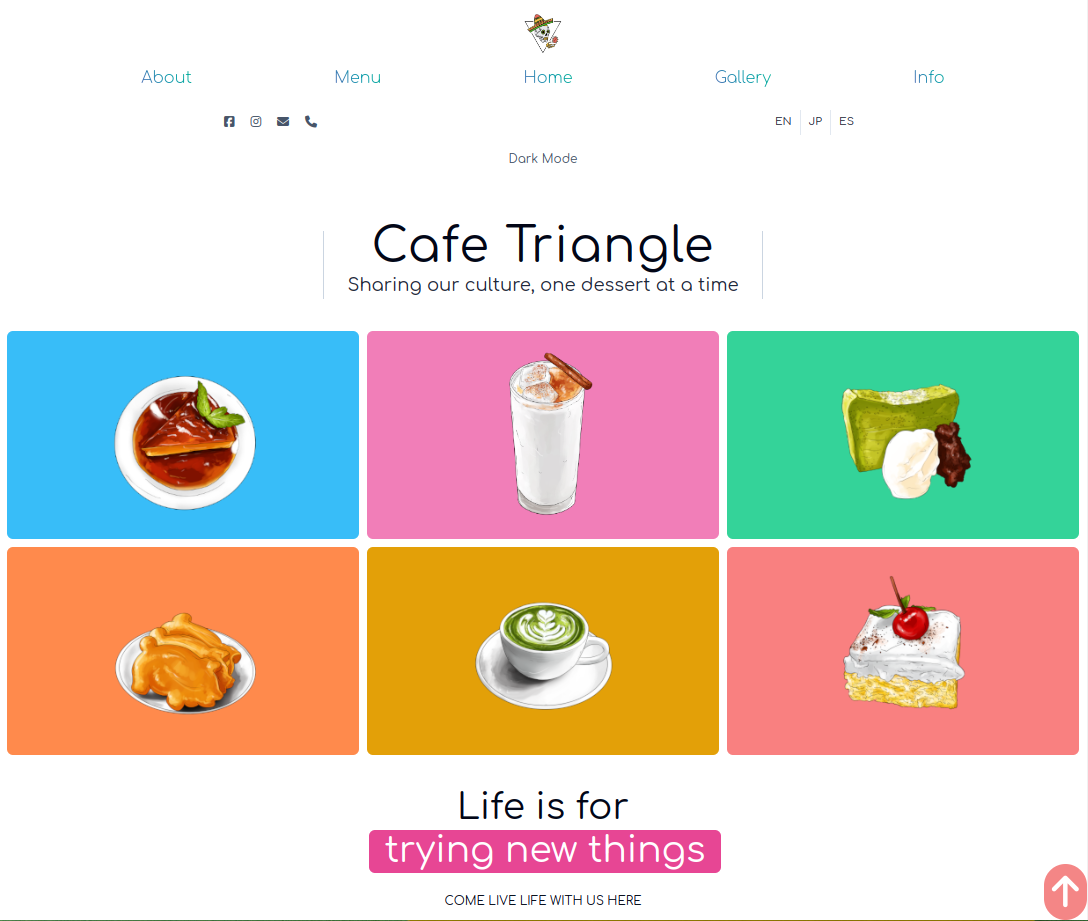 About Menu Home Gallery Info
EN JP ES
Dark Mode
Cafe Triangle
Sharing our culture, one dessert at a time
Life is for
trying new things
COME LIVE LIFE WITH US HERE